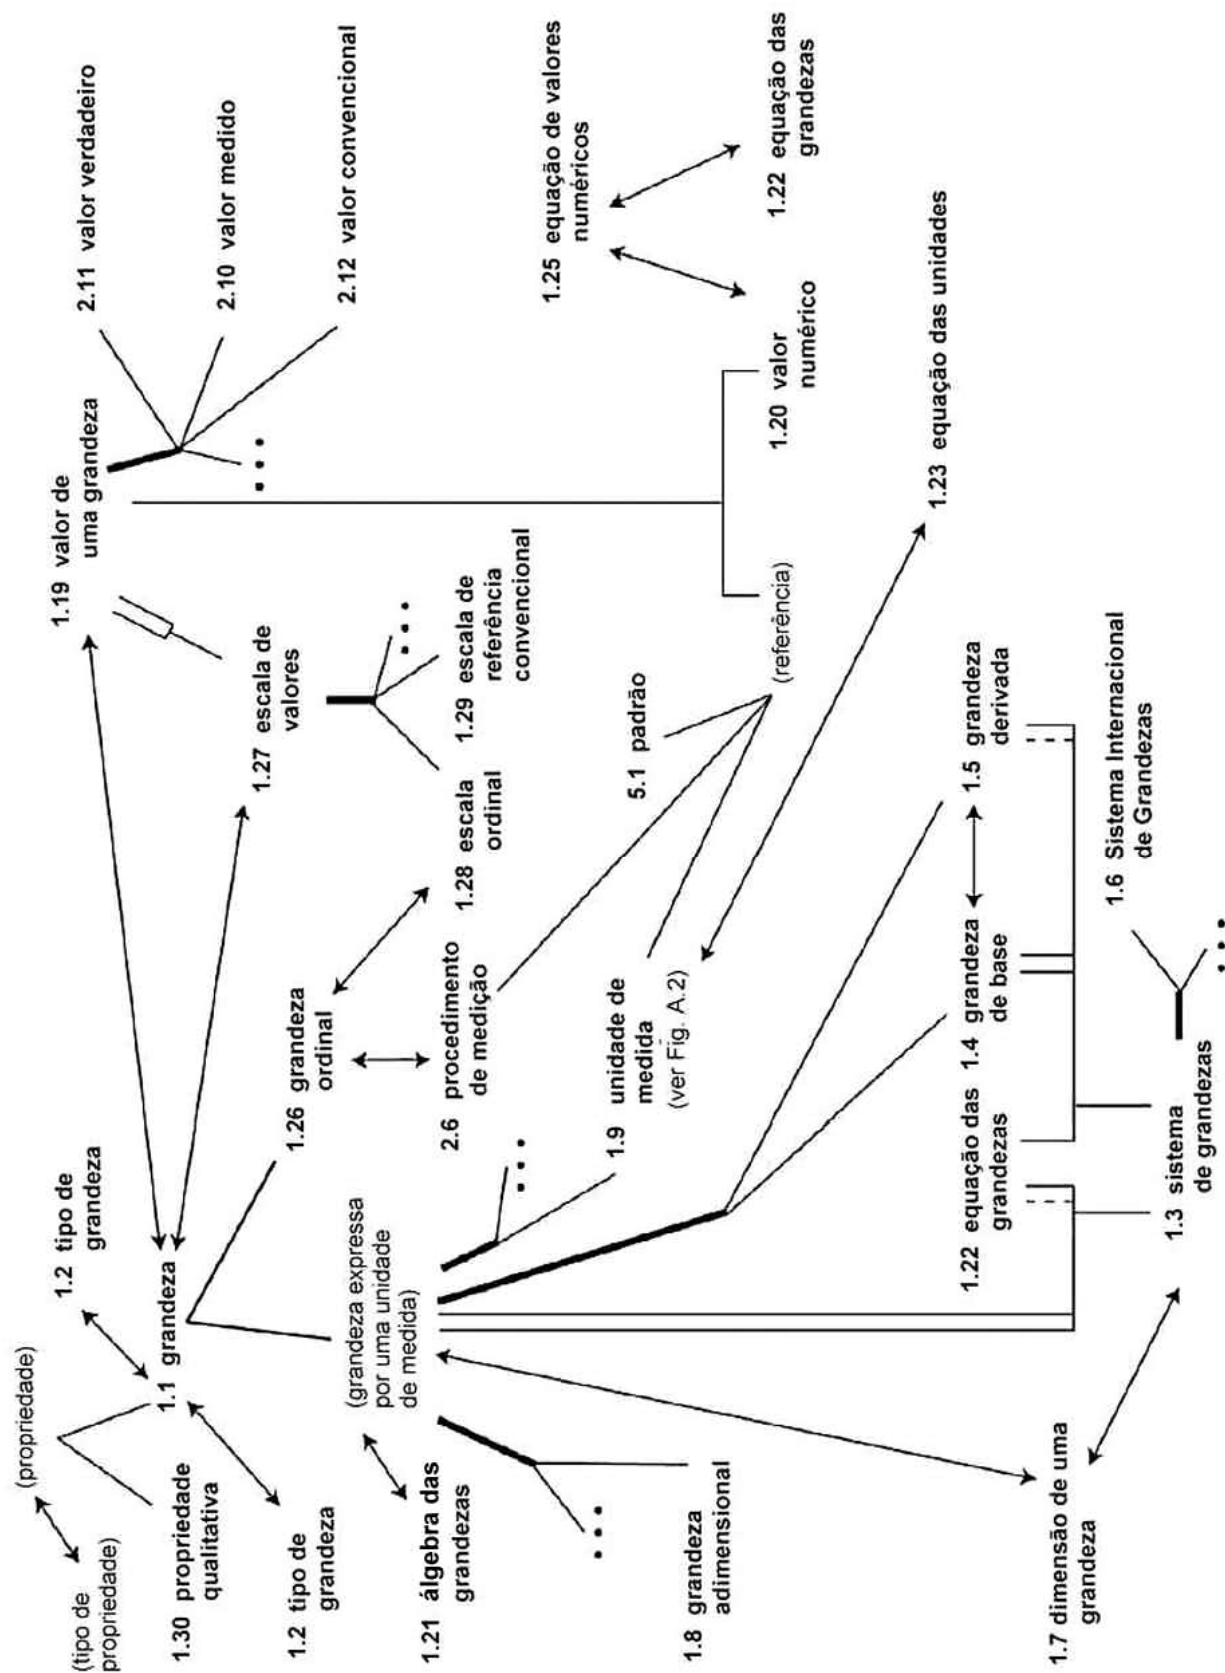 (propriedade)
(tipo de
propriedade)
1.2 tipo de
grandeza
1.1 grandeza
1.30 propriedade
qualitativa
1.2 tipo de
grandeza
1.19 valor de
uma grandeza
2.11 valor verdadeiro
2.10 valor medido
2.12 valor convencional
• • •
1.27 escala de
valores
• • •
1.28 escala
ordinal
1.29 escala de
referência
convencional
1.26 grandeza
ordinal
(grandeza expressa
por uma unidade
de medida)
1.21 álgebra das
grandezas
2.6 procedimento
de medição
• • •
1.9 unidade de
medida
(ver Fig. A.2)
5.1 padrão
(referência)
1.20 valor
numérico
1.25 equação de valores
numéricos
1.22 equação das
grandezas
1.23 equação das unidades
• • •
1.8 grandeza
adimensional
1.22 equação das
grandezas
1.4 grandeza
de base
1.5 grandeza
derivada
1.7 dimensão de uma
grandeza
1.3 sistema
de grandezas
1.6 Sistema Internacional
de Grandezas
• • •